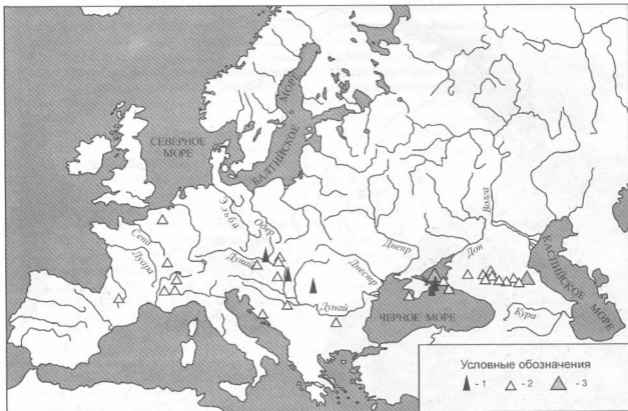 СЕВЕРНОЕ
МОРЕ
БАЛТИЙСКОЕ
МОРЕ
Эльба
Одер
Сена
Луара
Дунай
Днепр
Днестр
Дон
Волга
Дунай
ЧЕРНОЕ МОРЕ
Кура
КАСПИЙСКОЕ
МОРЕ
Условные обозначения
- 1
- 2
- 3